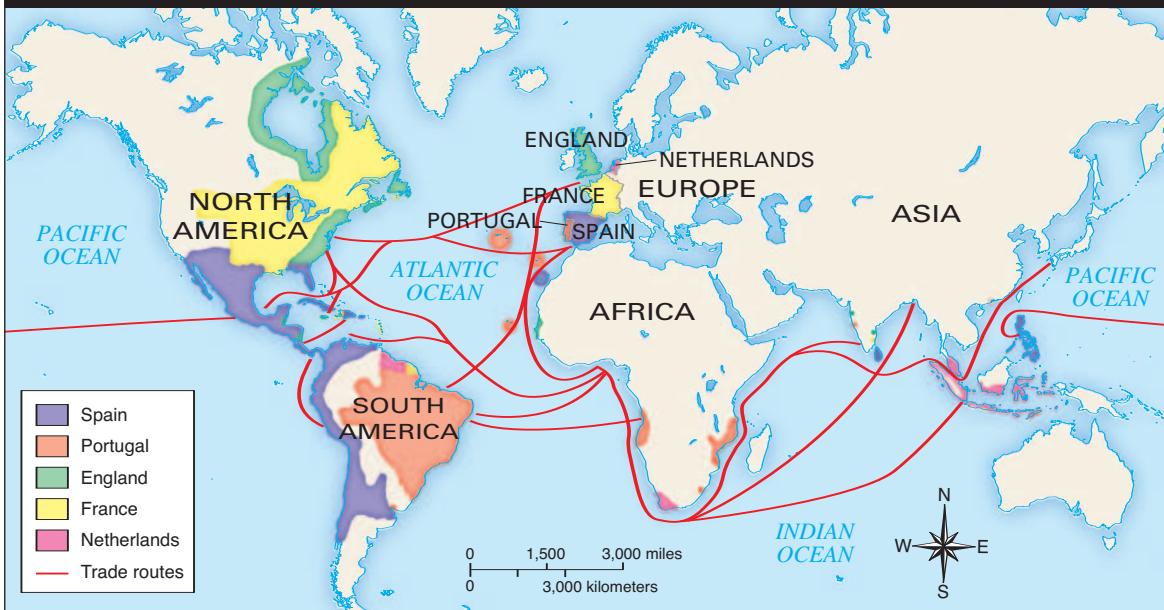 ENGLAND
NETHERLANDS
FRANCE
EUROPE
NORTH
AMERICA
PORTUGAL
SPAIN
ASIA
PACIFIC
OCEAN
ATLANTIC
OCEAN
PACIFIC
OCEAN
AFRICA
SOUTH
AMERICA
Spain
Portugal
England
France
Netherlands
Trade routes
INDIAN
OCEAN
N
W E
S
0 1,500 3,000 miles
0 3,000 kilometers